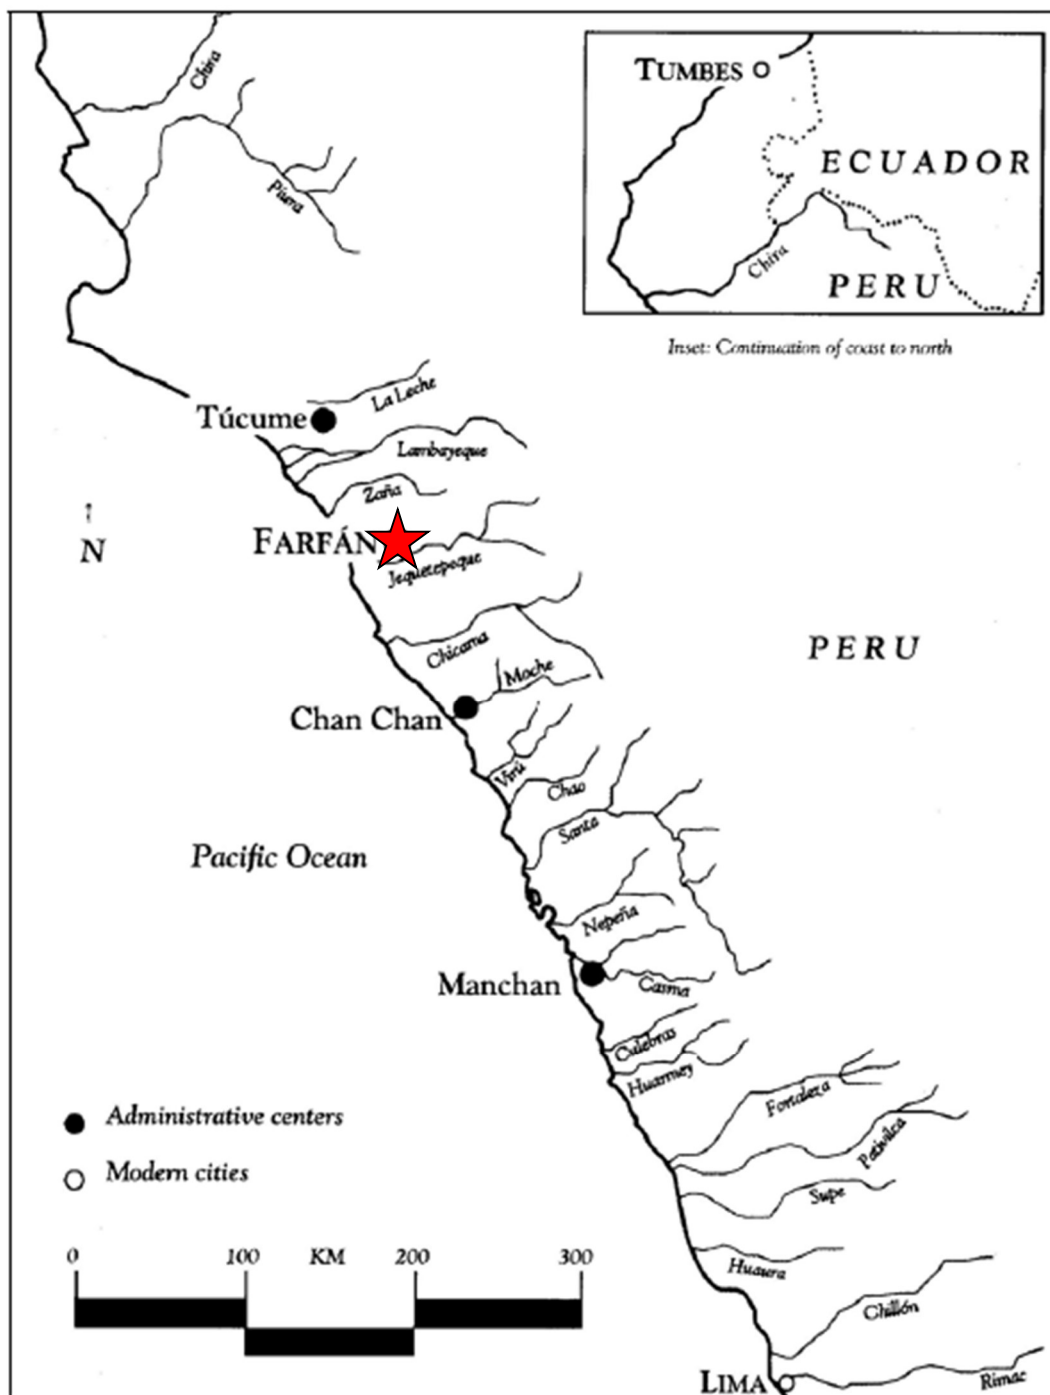 Chira
Piura
TUMBES
ECUADOR
Chira
PERU
Inset: Continuation of coast to north
La Leche
Túcume
Lambayeque
Zaña
FARFÁN
Jequetepeque
N
Chicama
PERU
Moche
Chan Chan
Virú
Chao
Santa
Pacific Ocean
Nepeña
Manchan
Casma
Culebras
Huarmey
Fortaleza
Administrative centers
Pativilca
Modern cities
Supe
0 100 KM 200 300
Huaura
Chillón
LIMA
Rimac